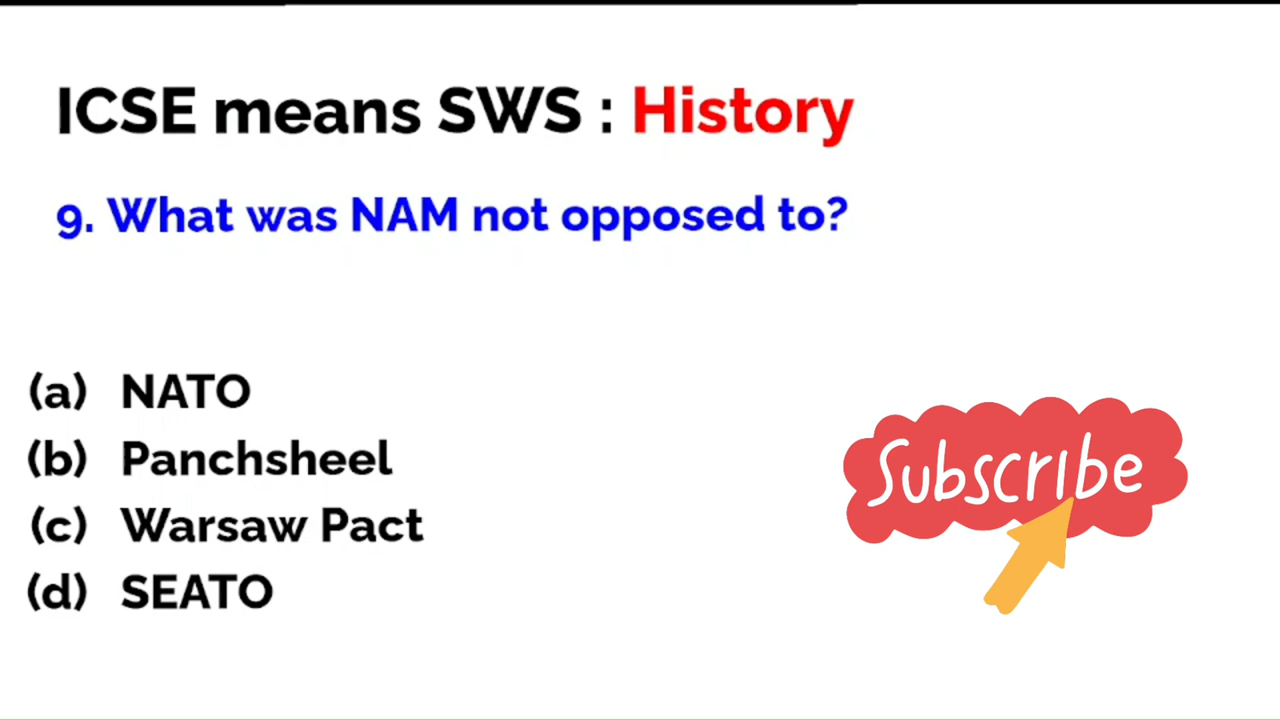 ICSE means SWS : History
9. What was NAM not opposed to?
(a) NATO
(b) Panchsheel
(c) Warsaw Pact
(d) SEATO
Subscribe